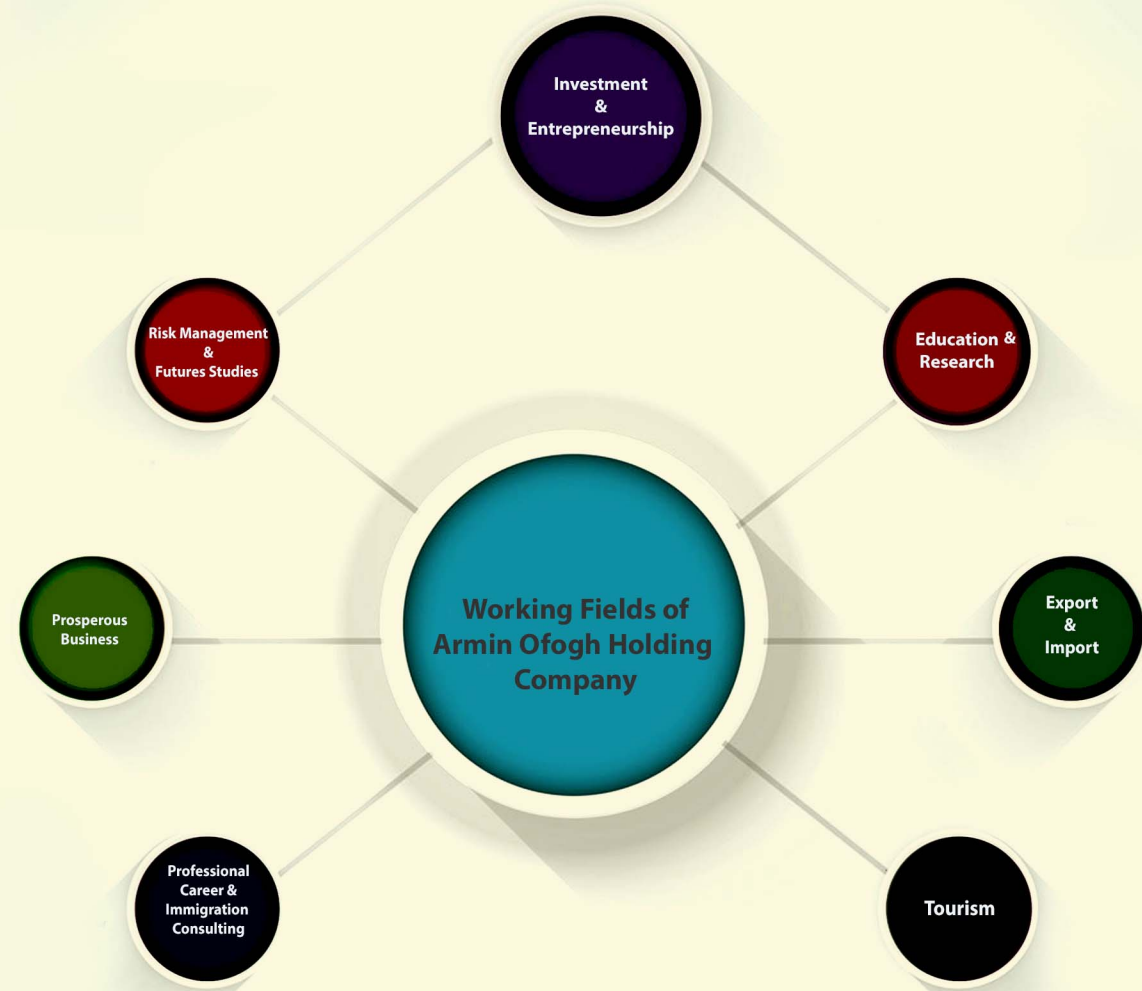 Investment
&
Entrepreneurship
Risk Management
&
Futures Studies
Education &
Research
Prosperous
Business
Working Fields of
Armin Ofogh Holding
Company
Export
&
Import
Professional
Career &
Immigration
Consulting
Tourism